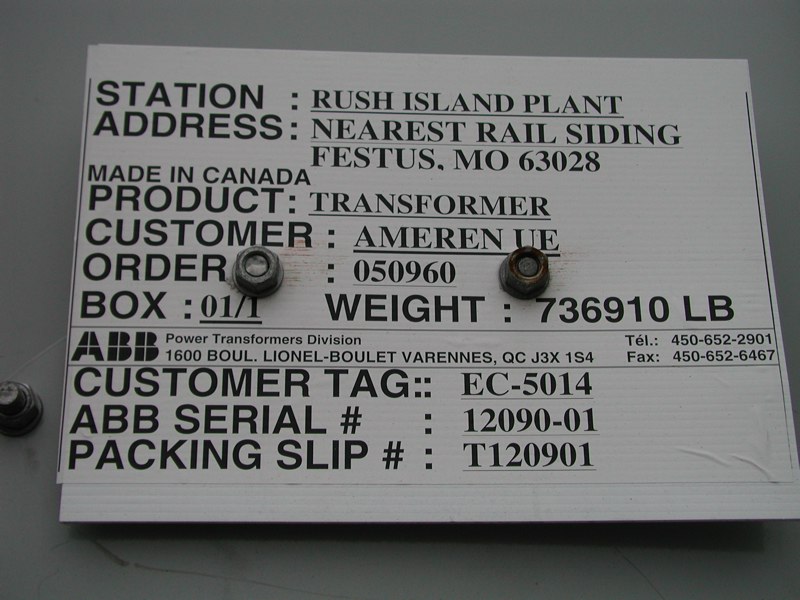 STATION : RUSH ISLAND PLANT
ADDRESS : NEAREST RAIL SIDING
FESTUS, MO 63028
MADE IN CANADA
PRODUCT : TRANSFORMER
CUSTOMER : AMEREN UE
ORDER : 050960
BOX : 01/1 WEIGHT : 736910 LB
ABB Power Transformers Division Tél.: 450-652-2901
1600 BOUL. LIONEL-BOULET VARENNES, QC J3X 1S4 Fax: 450-652-6467
CUSTOMER TAG:: EC-5014
ABB SERIAL # : 12090-01
PACKING SLIP # : T120901